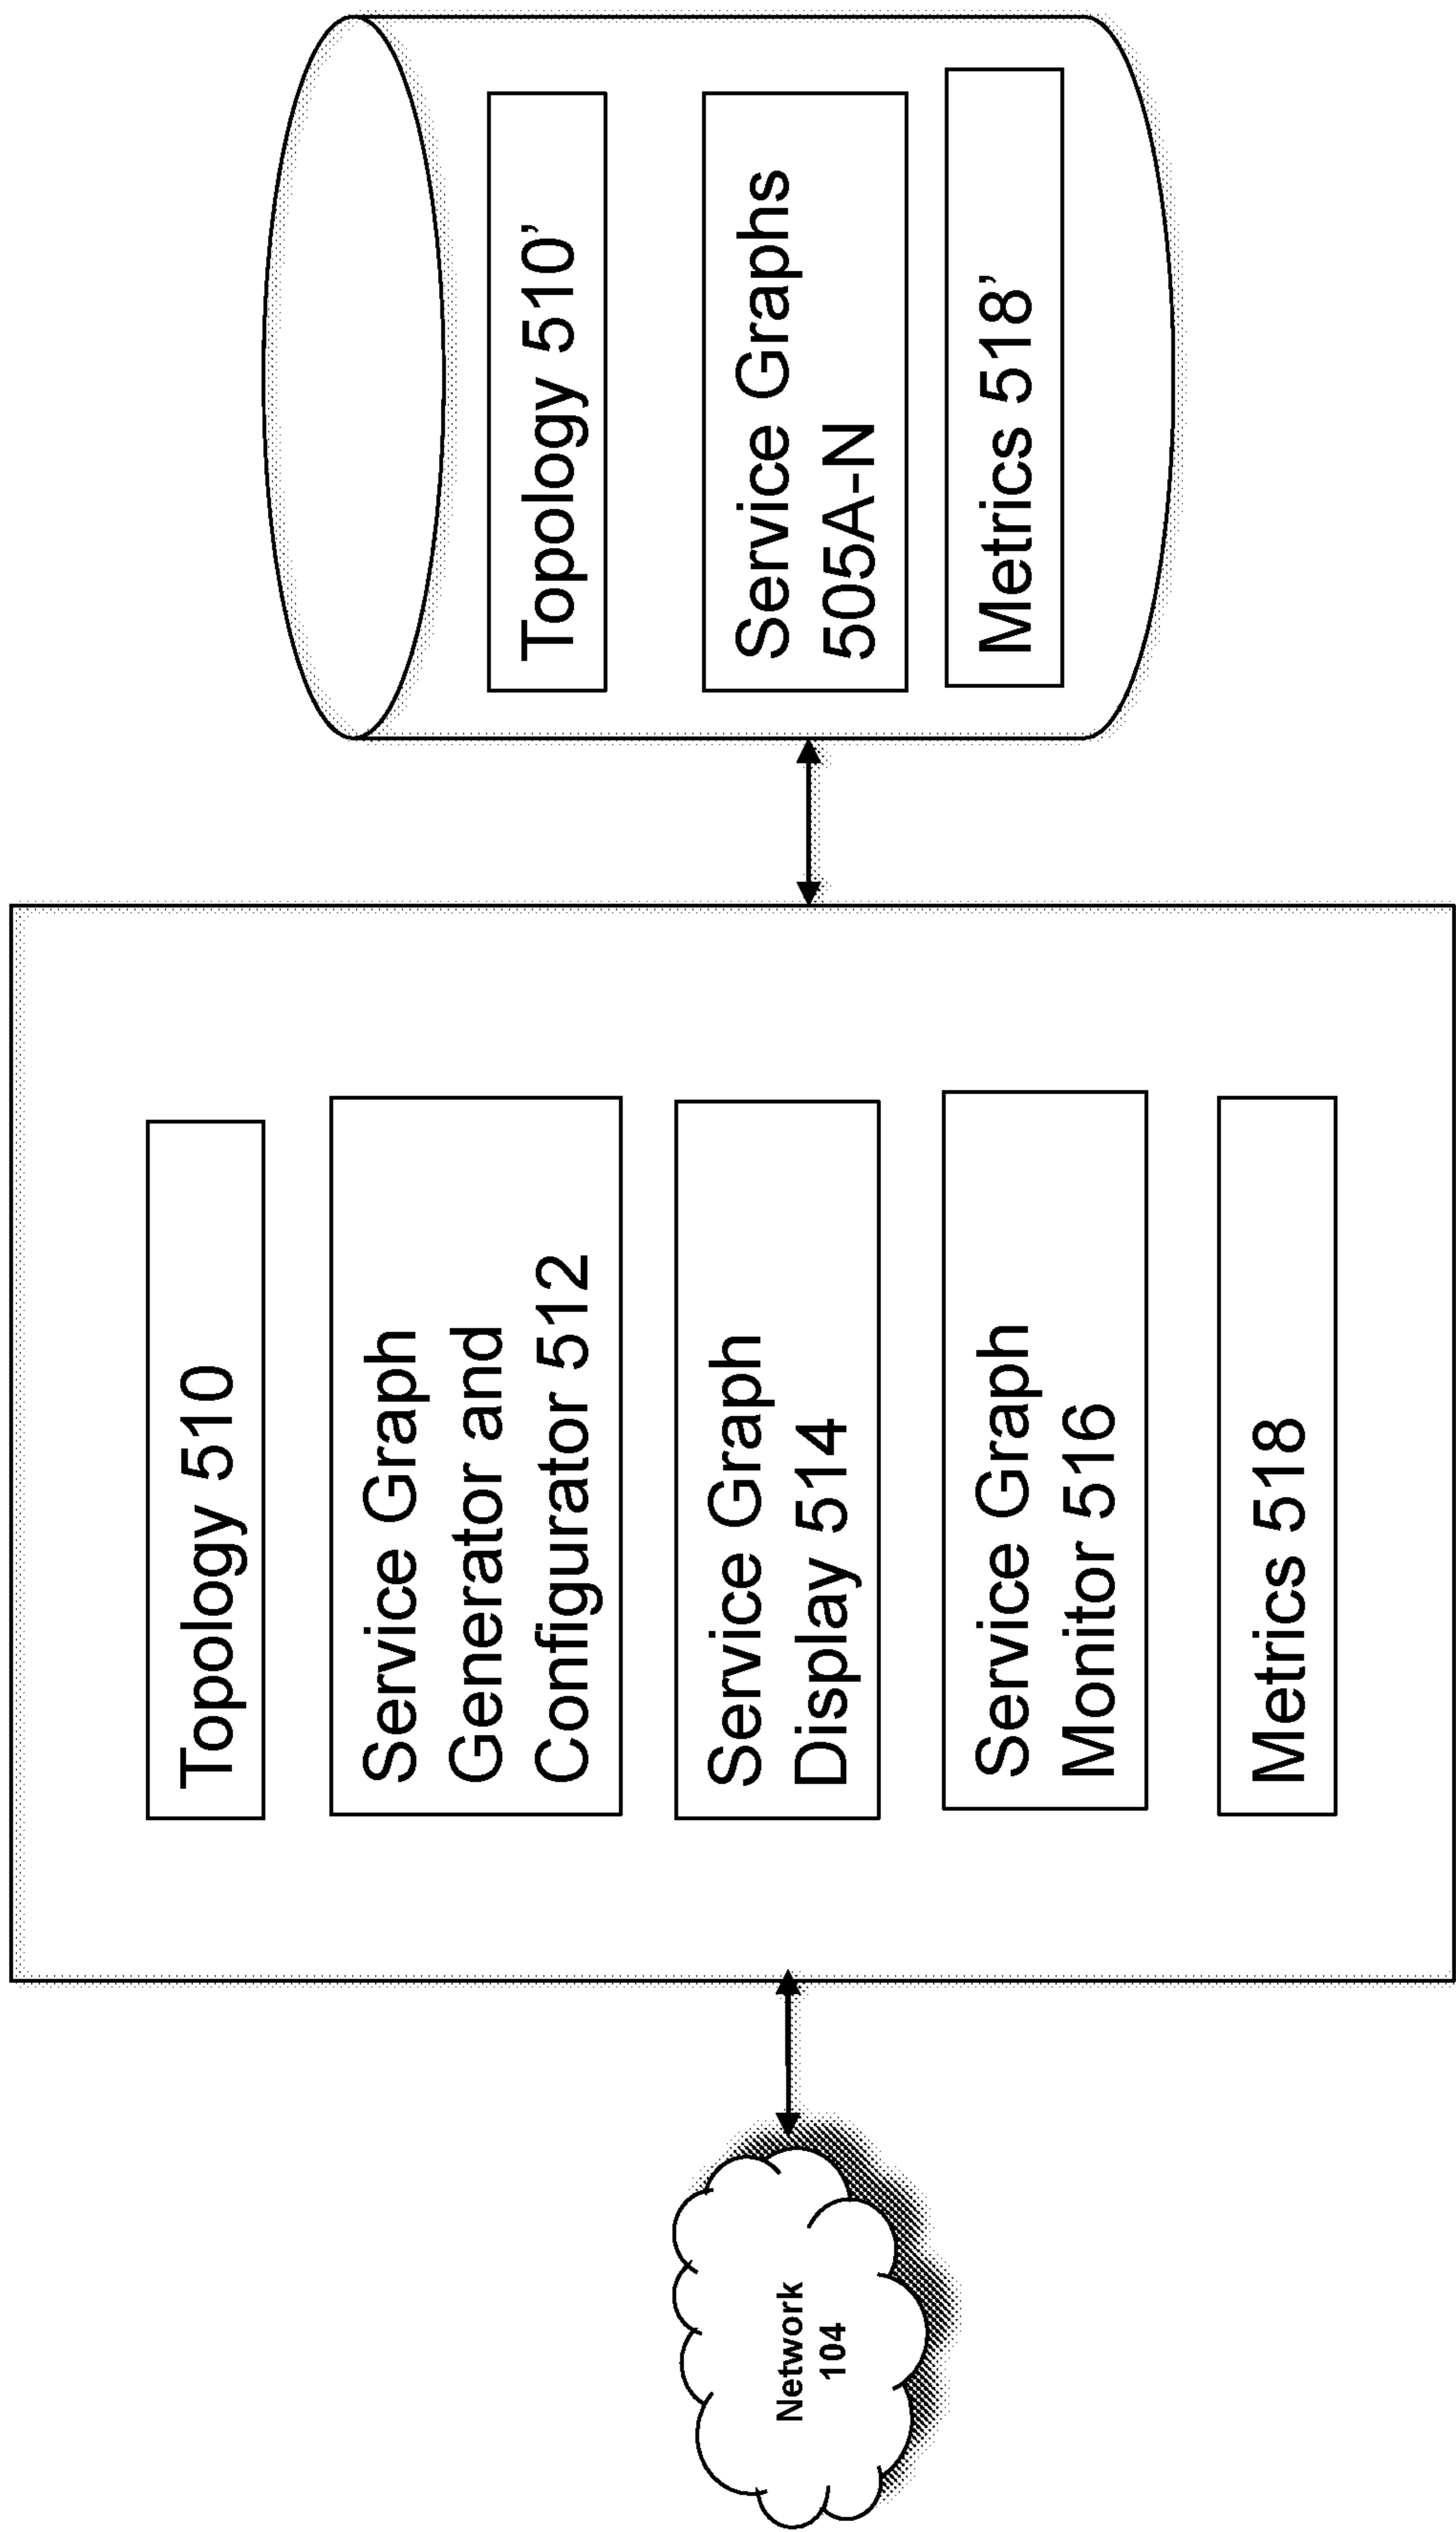 Network
104
Topology 510
Service Graph
Generator and
Configurator 512
Service Graph
Display 514
Service Graph
Monitor 516
Metrics 518
Topology 510’
Service Graphs
505A-N
Metrics 518’